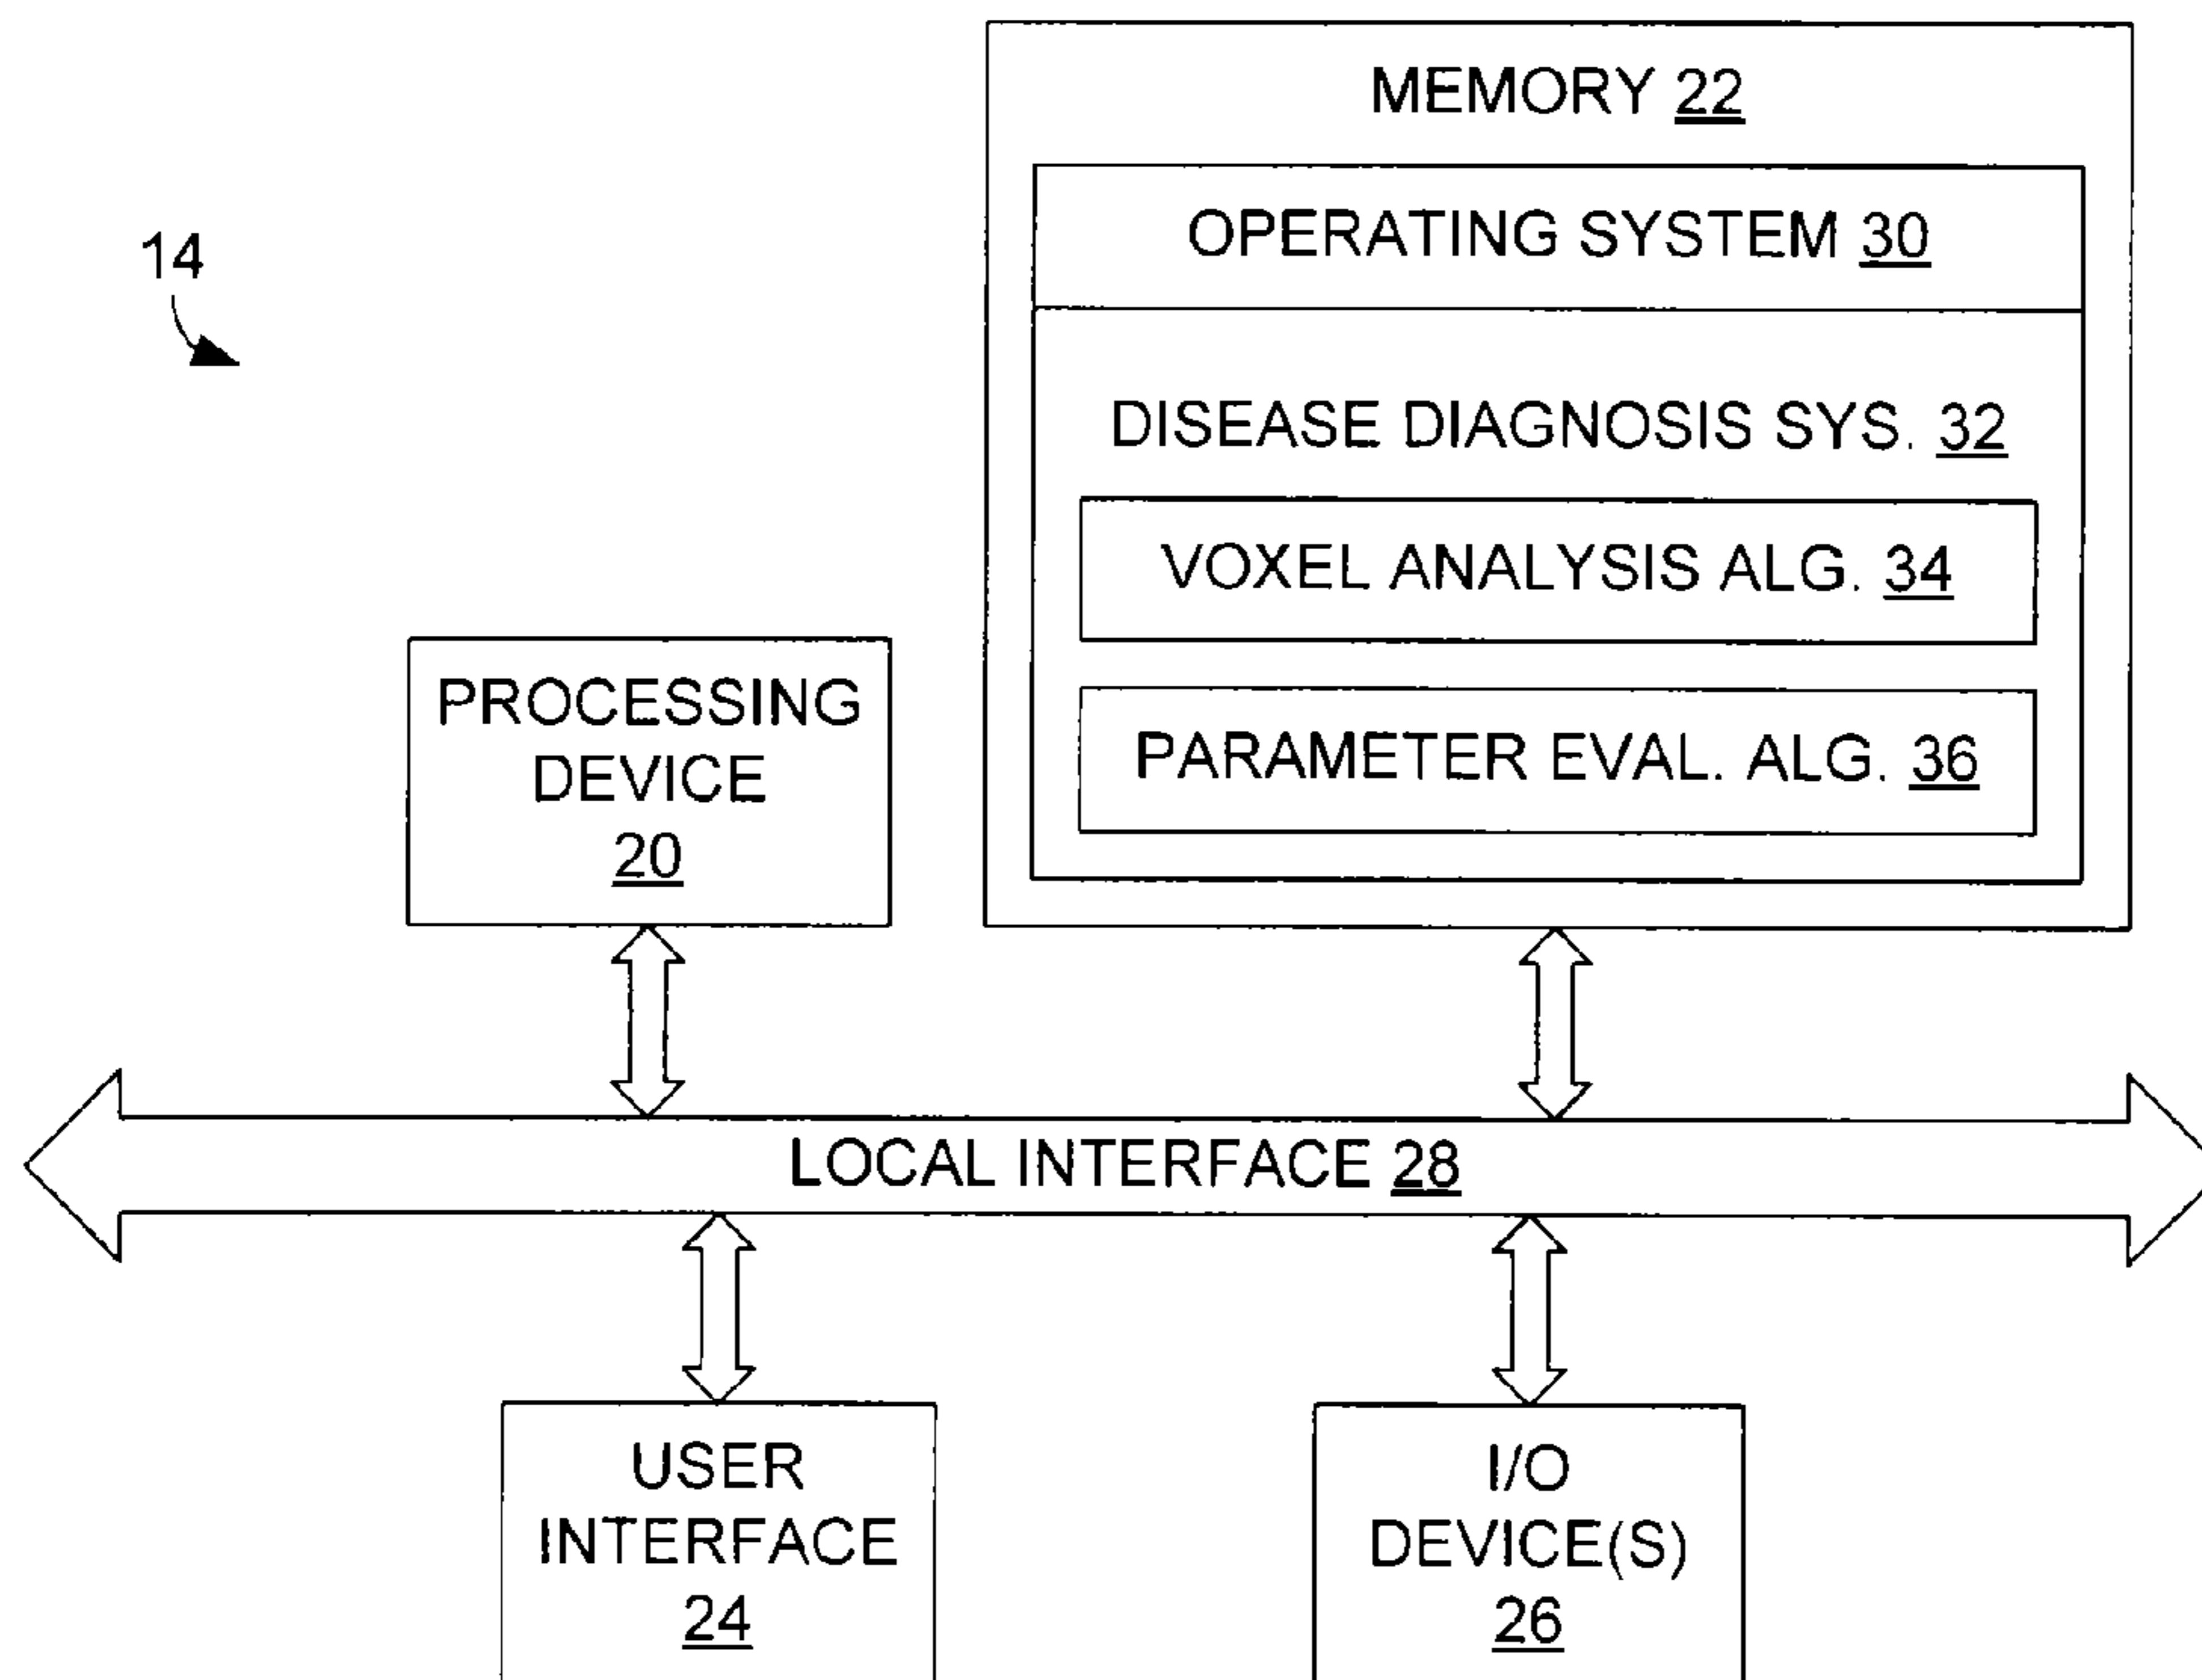 MEMORY 22
OPERATING SYSTEM 30
14
DISEASE DIAGNOSIS SYS. 32
VOXEL ANALYSIS ALG. 34
PROCESSING
DEVICE
20
PARAMETER EVAL. ALG. 36
LOCAL INTERFACE 28
USER
INTERFACE
24
I/O
DEVICE(S)
26